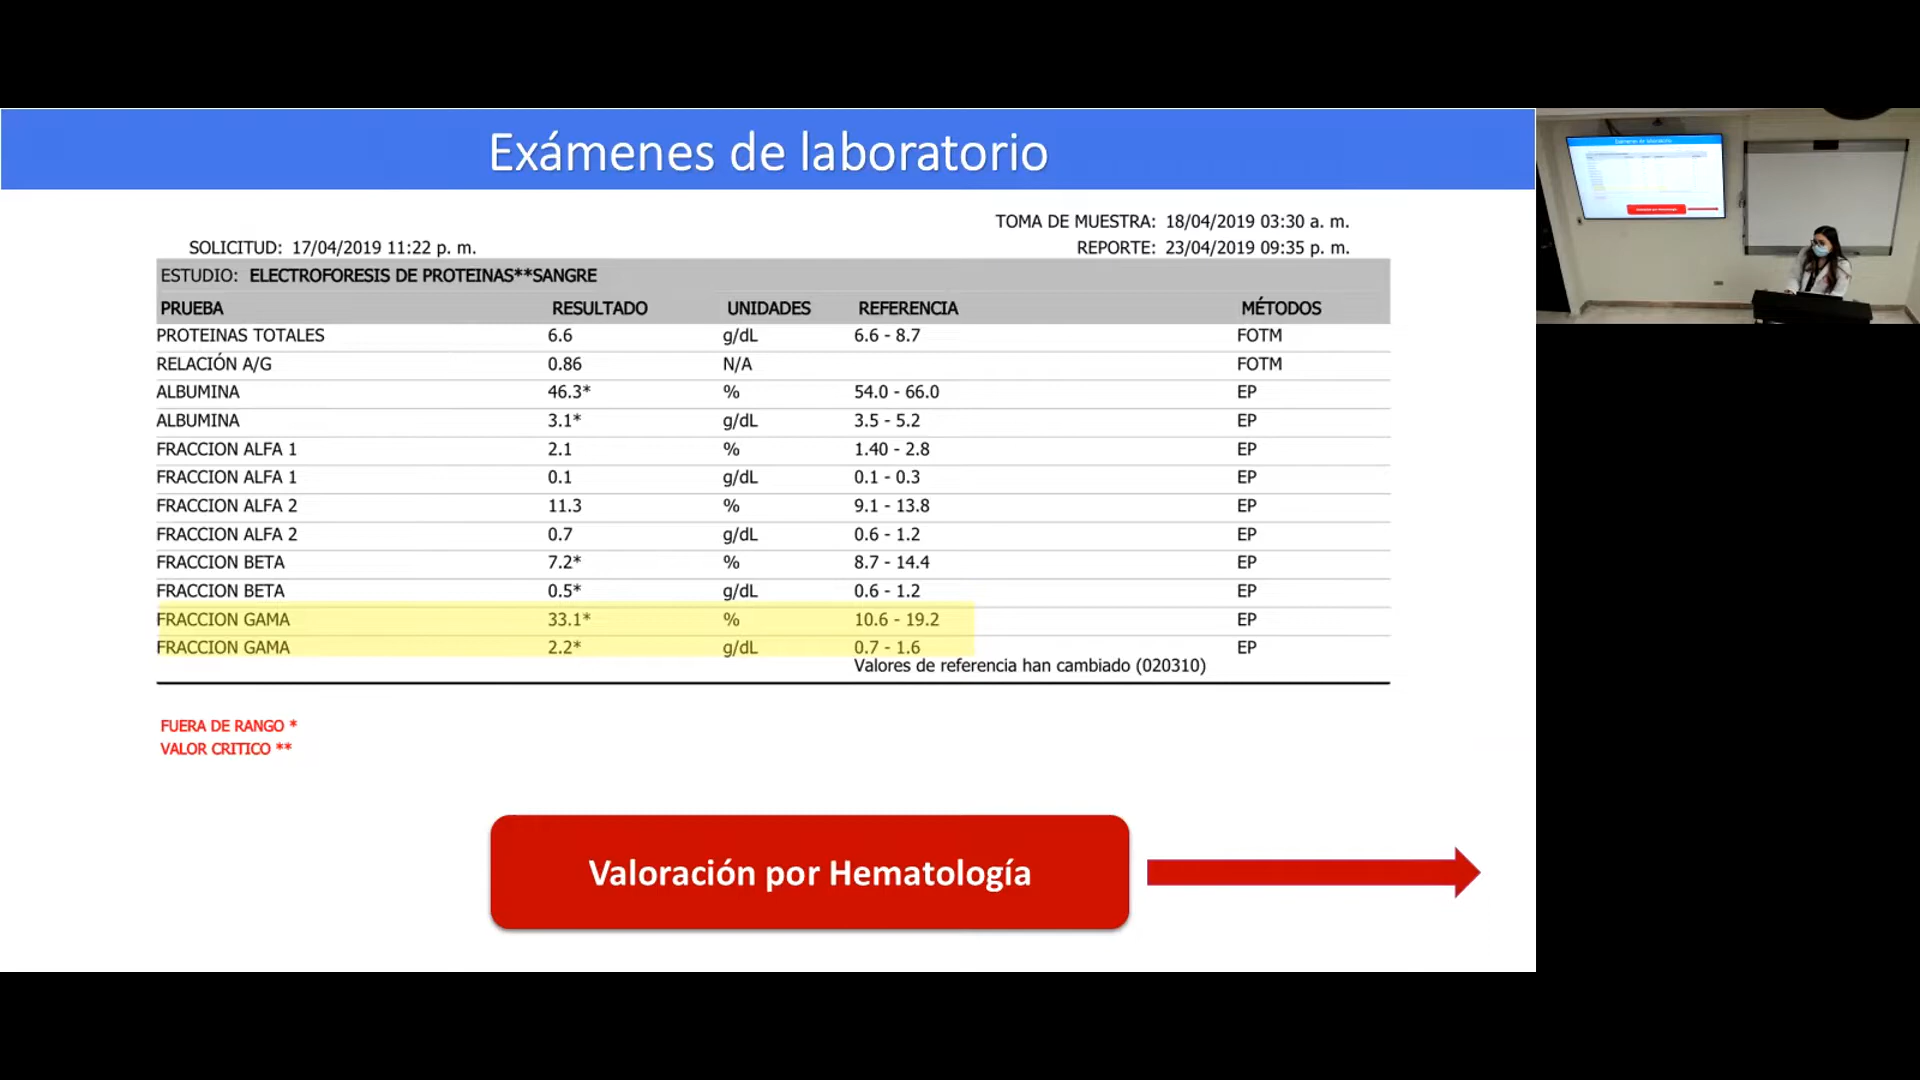 Exámenes de laboratorio
TOMA DE MUESTRA: 18/04/2019 03:30 a. m.
SOLICITUD: 17/04/2019 11:22 p. m. REPORTE: 23/04/2019 09:35 p. m.
ESTUDIO: ELECTROFORESIS DE PROTEINAS**SANGRE
PRUEBA RESULTADO UNIDADES REFERENCIA MÉTODOS
PROTEINAS TOTALES 6.6 g/dL 6.6 - 8.7 FOTM
RELACIÓN A/G 0.86 N/A FOTM
ALBUMINA 46.3* % 54.0 - 66.0 EP
ALBUMINA 3.1* g/dL 3.5 - 5.2 EP
FRACCION ALFA 1 2.1 % 1.40 - 2.8 EP
FRACCION ALFA 1 0.1 g/dL 0.1 - 0.3 EP
FRACCION ALFA 2 11.3 % 9.1 - 13.8 EP
FRACCION ALFA 2 0.7 g/dL 0.6 - 1.2 EP
FRACCION BETA 7.2* % 8.7 - 14.4 EP
FRACCION BETA 0.5* g/dL 0.6 - 1.2 EP
FRACCION GAMA 33.1* % 10.6 - 19.2 EP
FRACCION GAMA 2.2* g/dL 0.7 - 1.6 EP
Valores de referencia han cambiado (020310)
FUERA DE RANGO *
VALOR CRITICO **
Valoración por Hematología